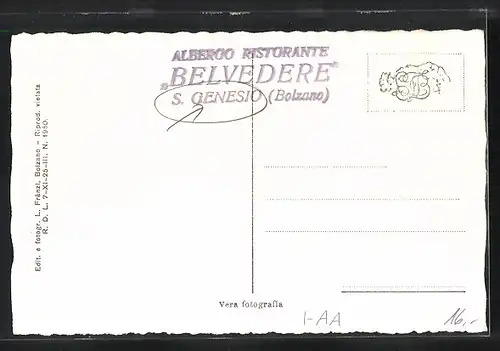 ALBERGO RISTORANTE
„BELVEDERE"
S. GENESIO (Bolzano)
Edit. e fotogr. L. Fränzl, Bolzano – Riprod. vietata
R. D. L. 7-XI-25-III. N. 1950.
Vera fotografia
I-AA
16,-